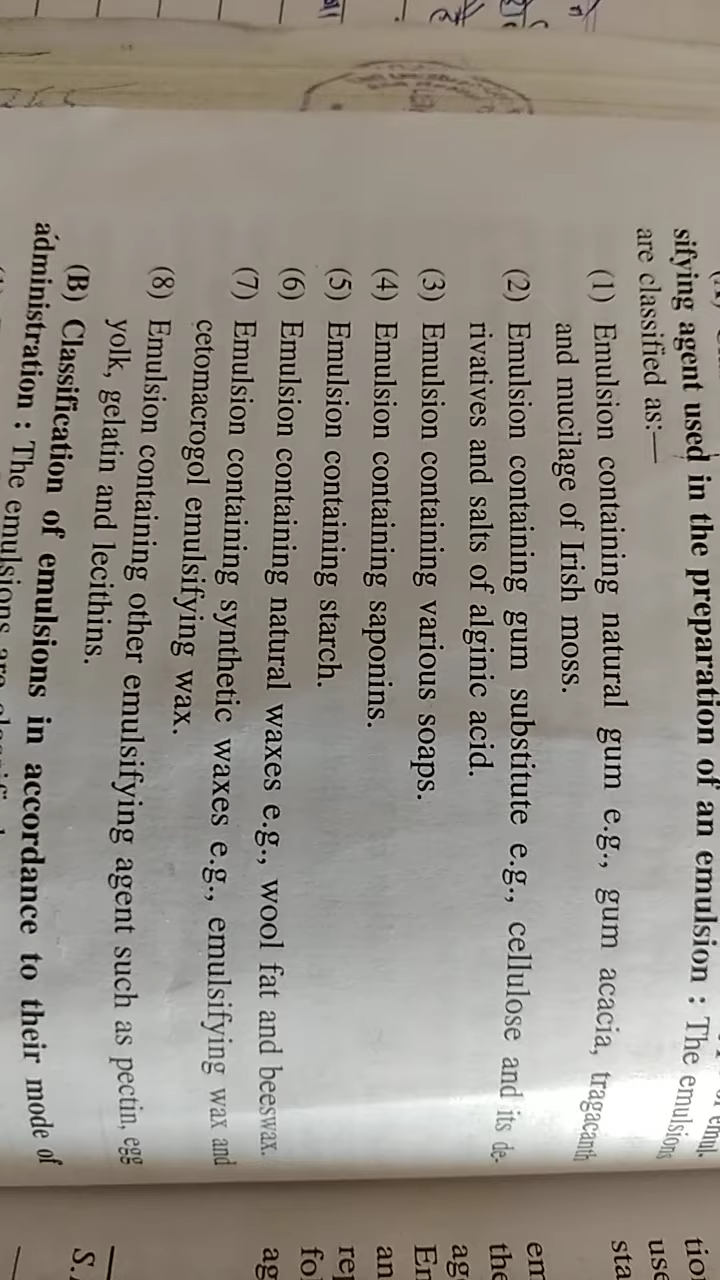 sifying agent used in the preparation of an emulsion : The emulsions
are classified as:—
(1) Emulsion containing natural gum e.g., gum acacia, tragacanth
and mucilage of Irish moss.
(2) Emulsion containing gum substitute e.g., cellulose and its de-
rivatives and salts of alginic acid.
(3) Emulsion containing various soaps.
(4) Emulsion containing saponins.
(5) Emulsion containing starch.
(6) Emulsion containing natural waxes e.g., wool fat and beeswax.
(7) Emulsion containing synthetic waxes e.g., emulsifying wax and
cetomacrogol emulsifying wax.
(8) Emulsion containing other emulsifying agent such as pectin, egg
yolk, gelatin and lecithins.
(B) Classification of emulsions in accordance to their mode of
administration : The emulsions are